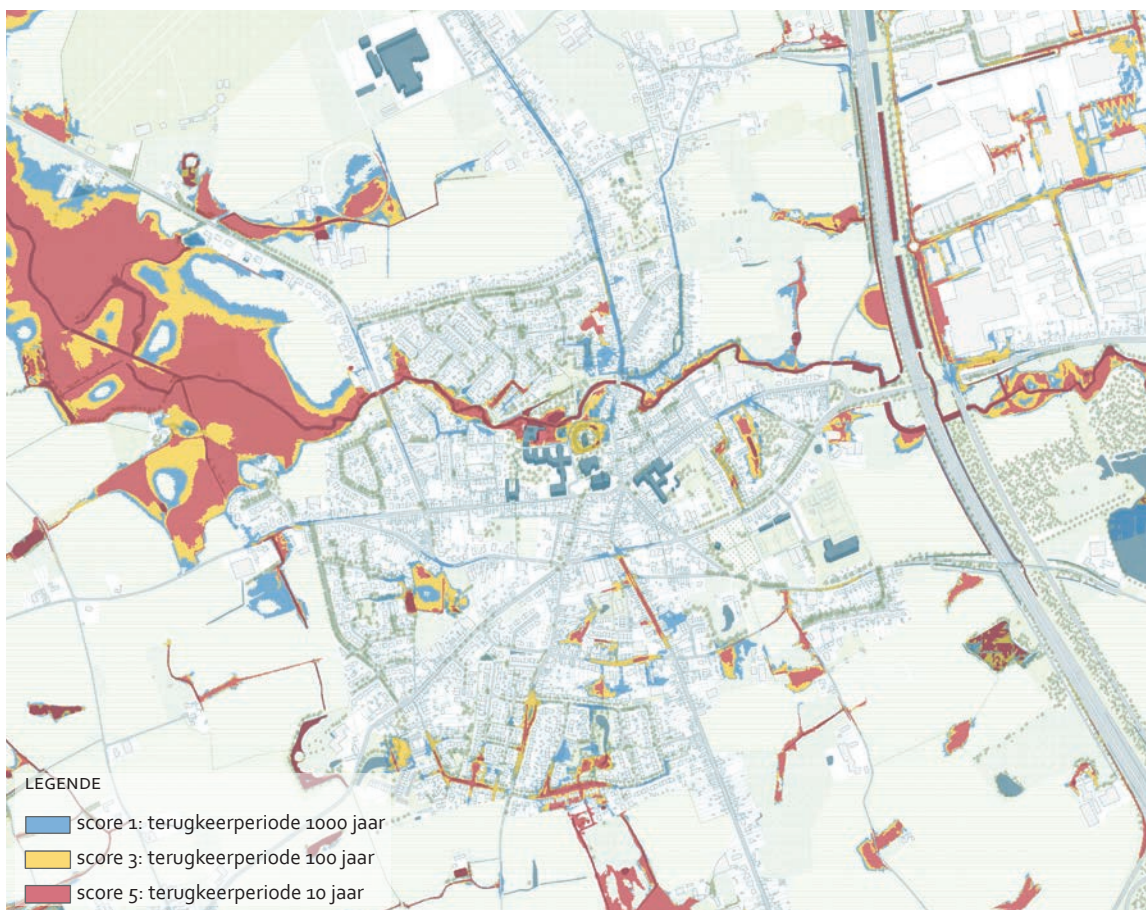 LEGENDE
score 1: terugkeerperiode 1000 jaar
score 3: terugkeerperiode 100 jaar
score 5: terugkeerperiode 10 jaar